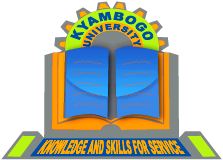 KYAMBOGO
UNIVERSITY
KNOWLEDGE AND SKILLS FOR SERVICE